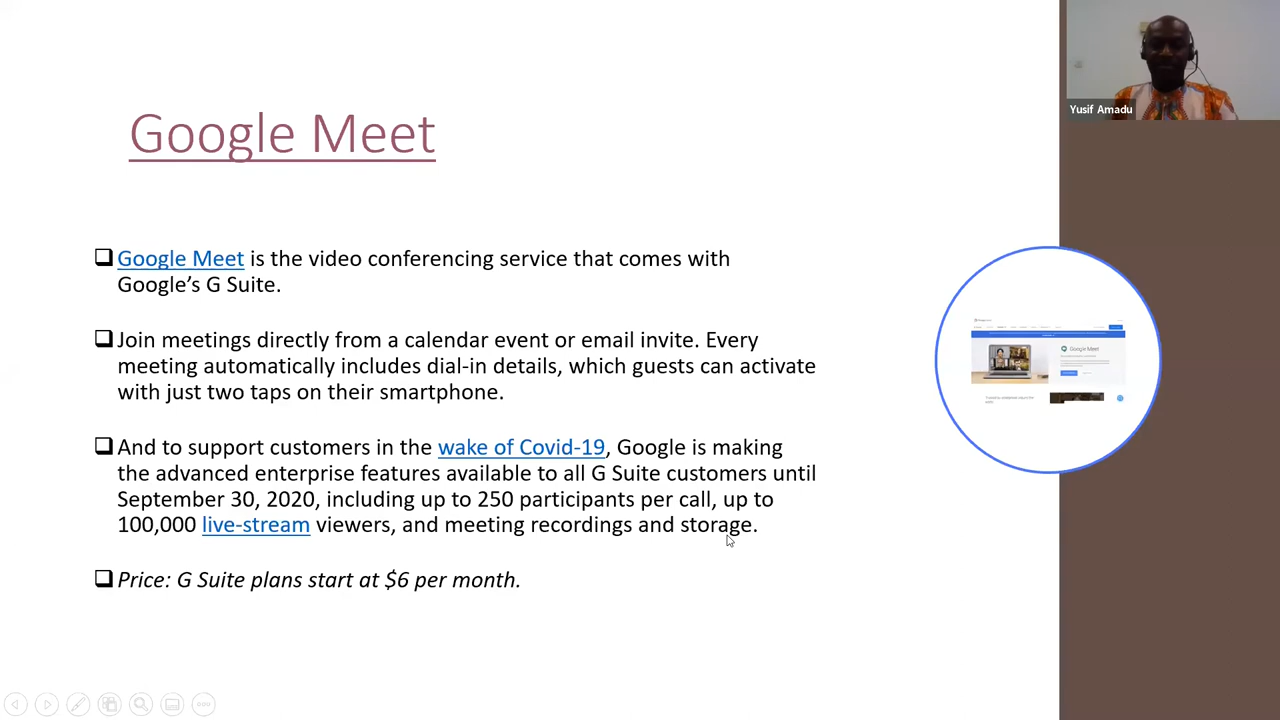 Google Meet
Yusif Amadu
Google Meet is the video conferencing service that comes with
Google’s G Suite.
Join meetings directly from a calendar event or email invite. Every
meeting automatically includes dial-in details, which guests can activate
with just two taps on their smartphone.
And to support customers in the wake of Covid-19, Google is making
the advanced enterprise features available to all G Suite customers until
September 30, 2020, including up to 250 participants per call, up to
100,000 live-stream viewers, and meeting recordings and storage.
Price: G Suite plans start at $6 per month.
Google Meet